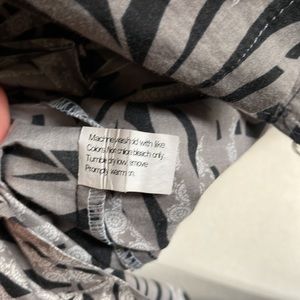 Machine wash cold with like
Colors. Non chlorine bleach only.
Tumble dry low, remove
Promptly. warm iron.